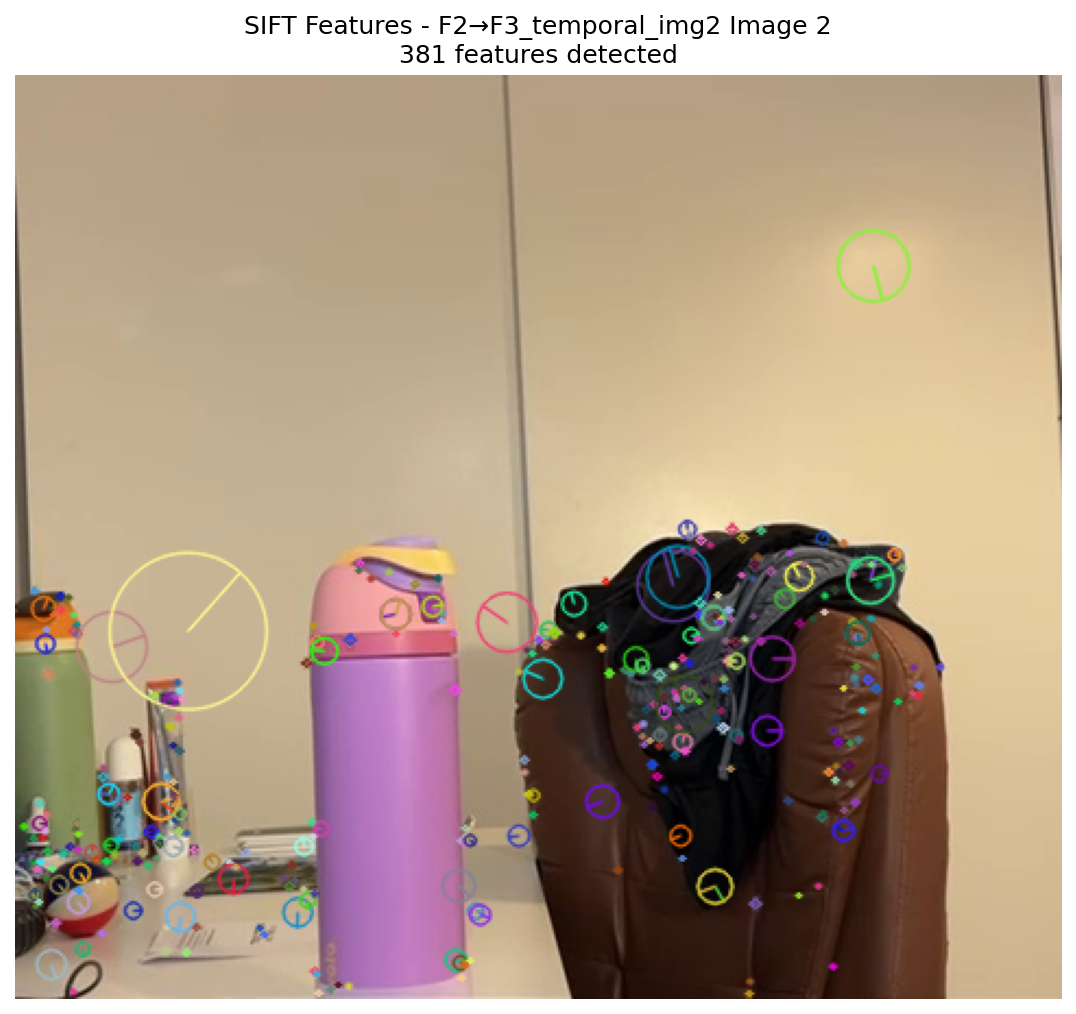 SIFT Features - F2→F3_temporal_img2 Image 2
381 features detected